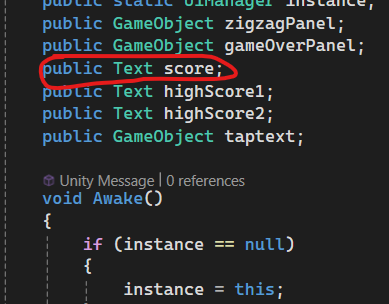 public static UiManager instance;
public GameObject zigzagPanel;
public GameObject gameOverPanel;
public Text score;
public Text highScore1;
public Text highScore2;
public GameObject taptext;
Unity Message | 0 references
void Awake()
{
if (instance == null)
{
instance = this;